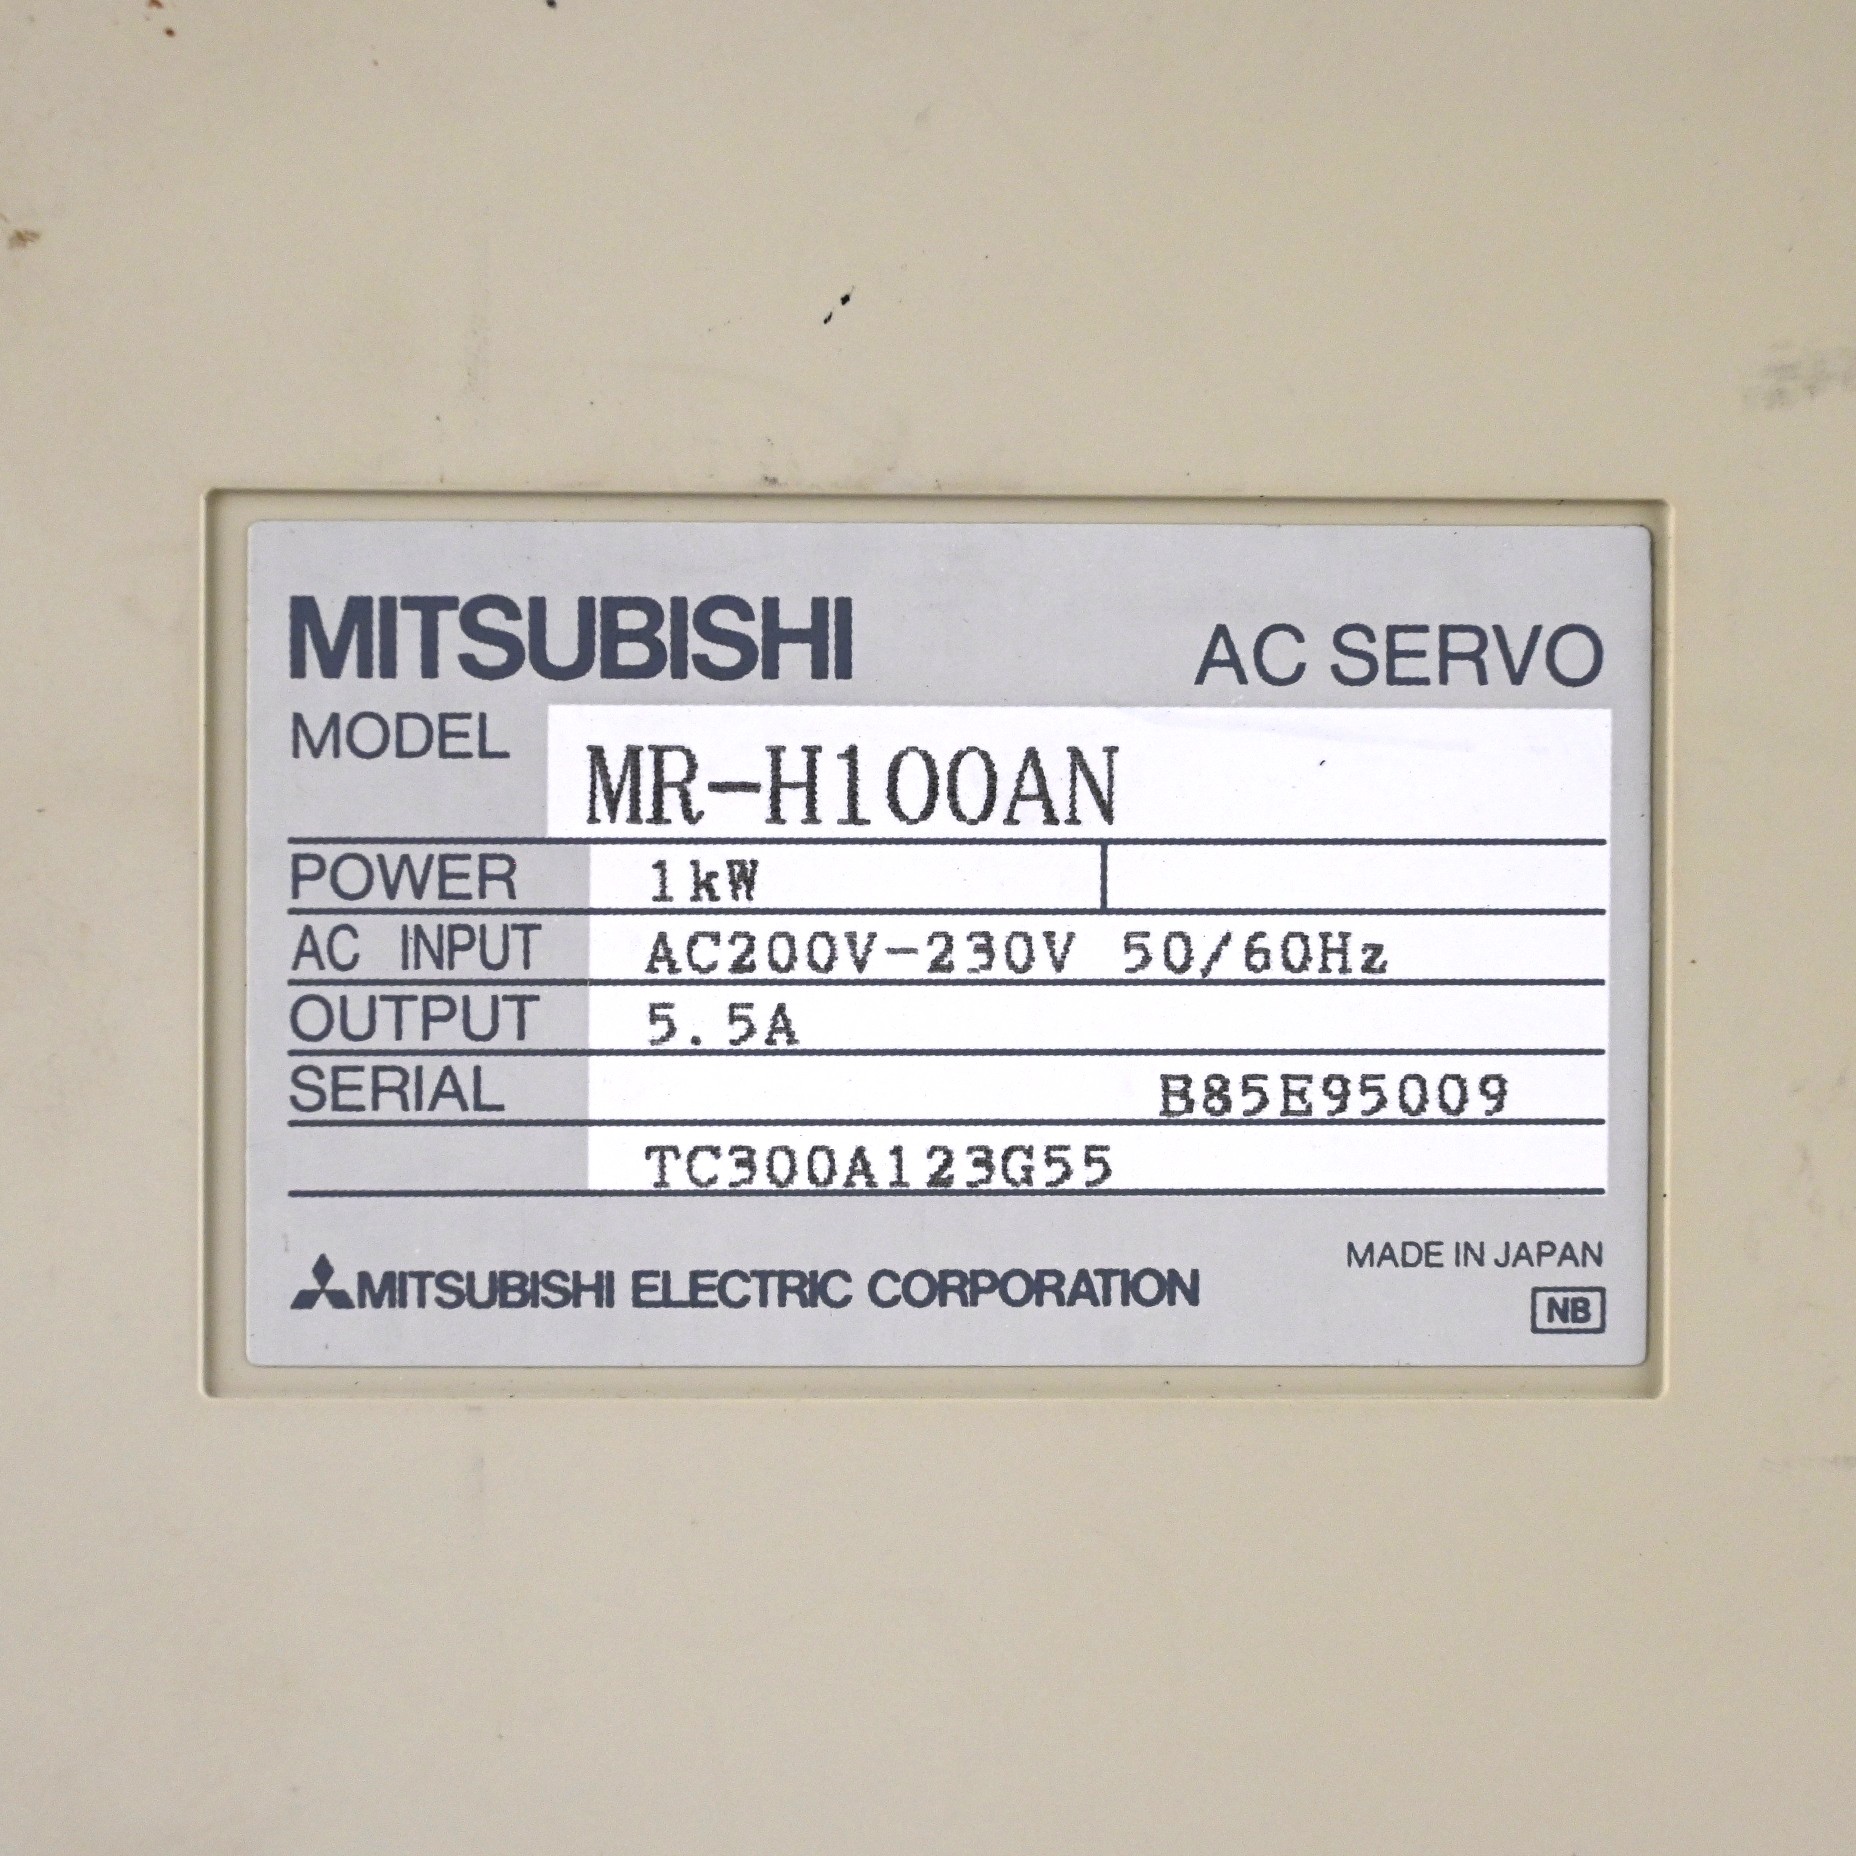 MITSUBISHI AC SERVO
MODEL MR-H100AN
POWER 1kW
AC INPUT AC200V-230V 50/60Hz
OUTPUT 5.5A
SERIAL B85E95009
TC300A123G55
MITSUBISHI ELECTRIC CORPORATION
MADE IN JAPAN
NB